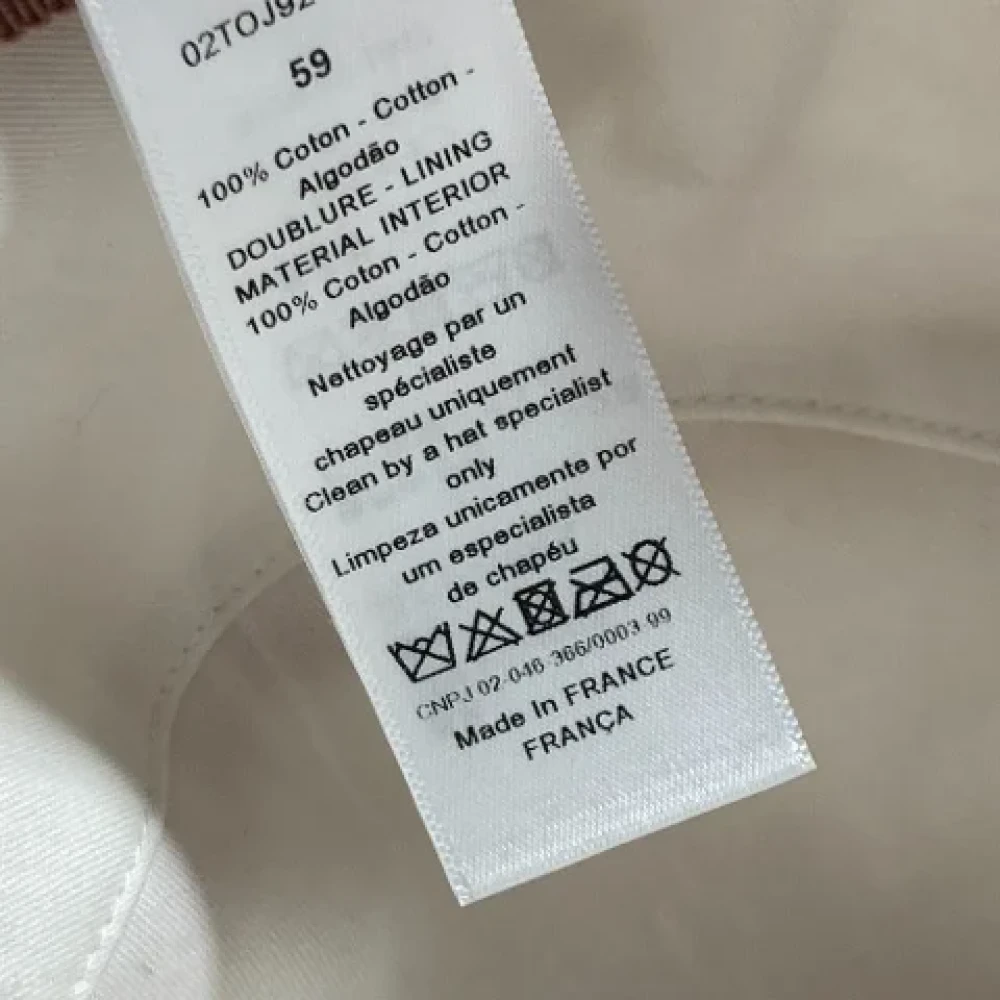 02TOJ92
59
100% Coton - Cotton -
Algodão
DOUBLURE - LINING
MATERIAL INTERIOR
100% Coton - Cotton -
Algodão
Nettoyage par un
spécialiste
chapeau uniquement
Clean by a hat specialist
only
Limpeza unicamente por
um especialista
de chapéu
CNPJ 02-046-366/0003-99
Made In FRANCE
FRANÇA